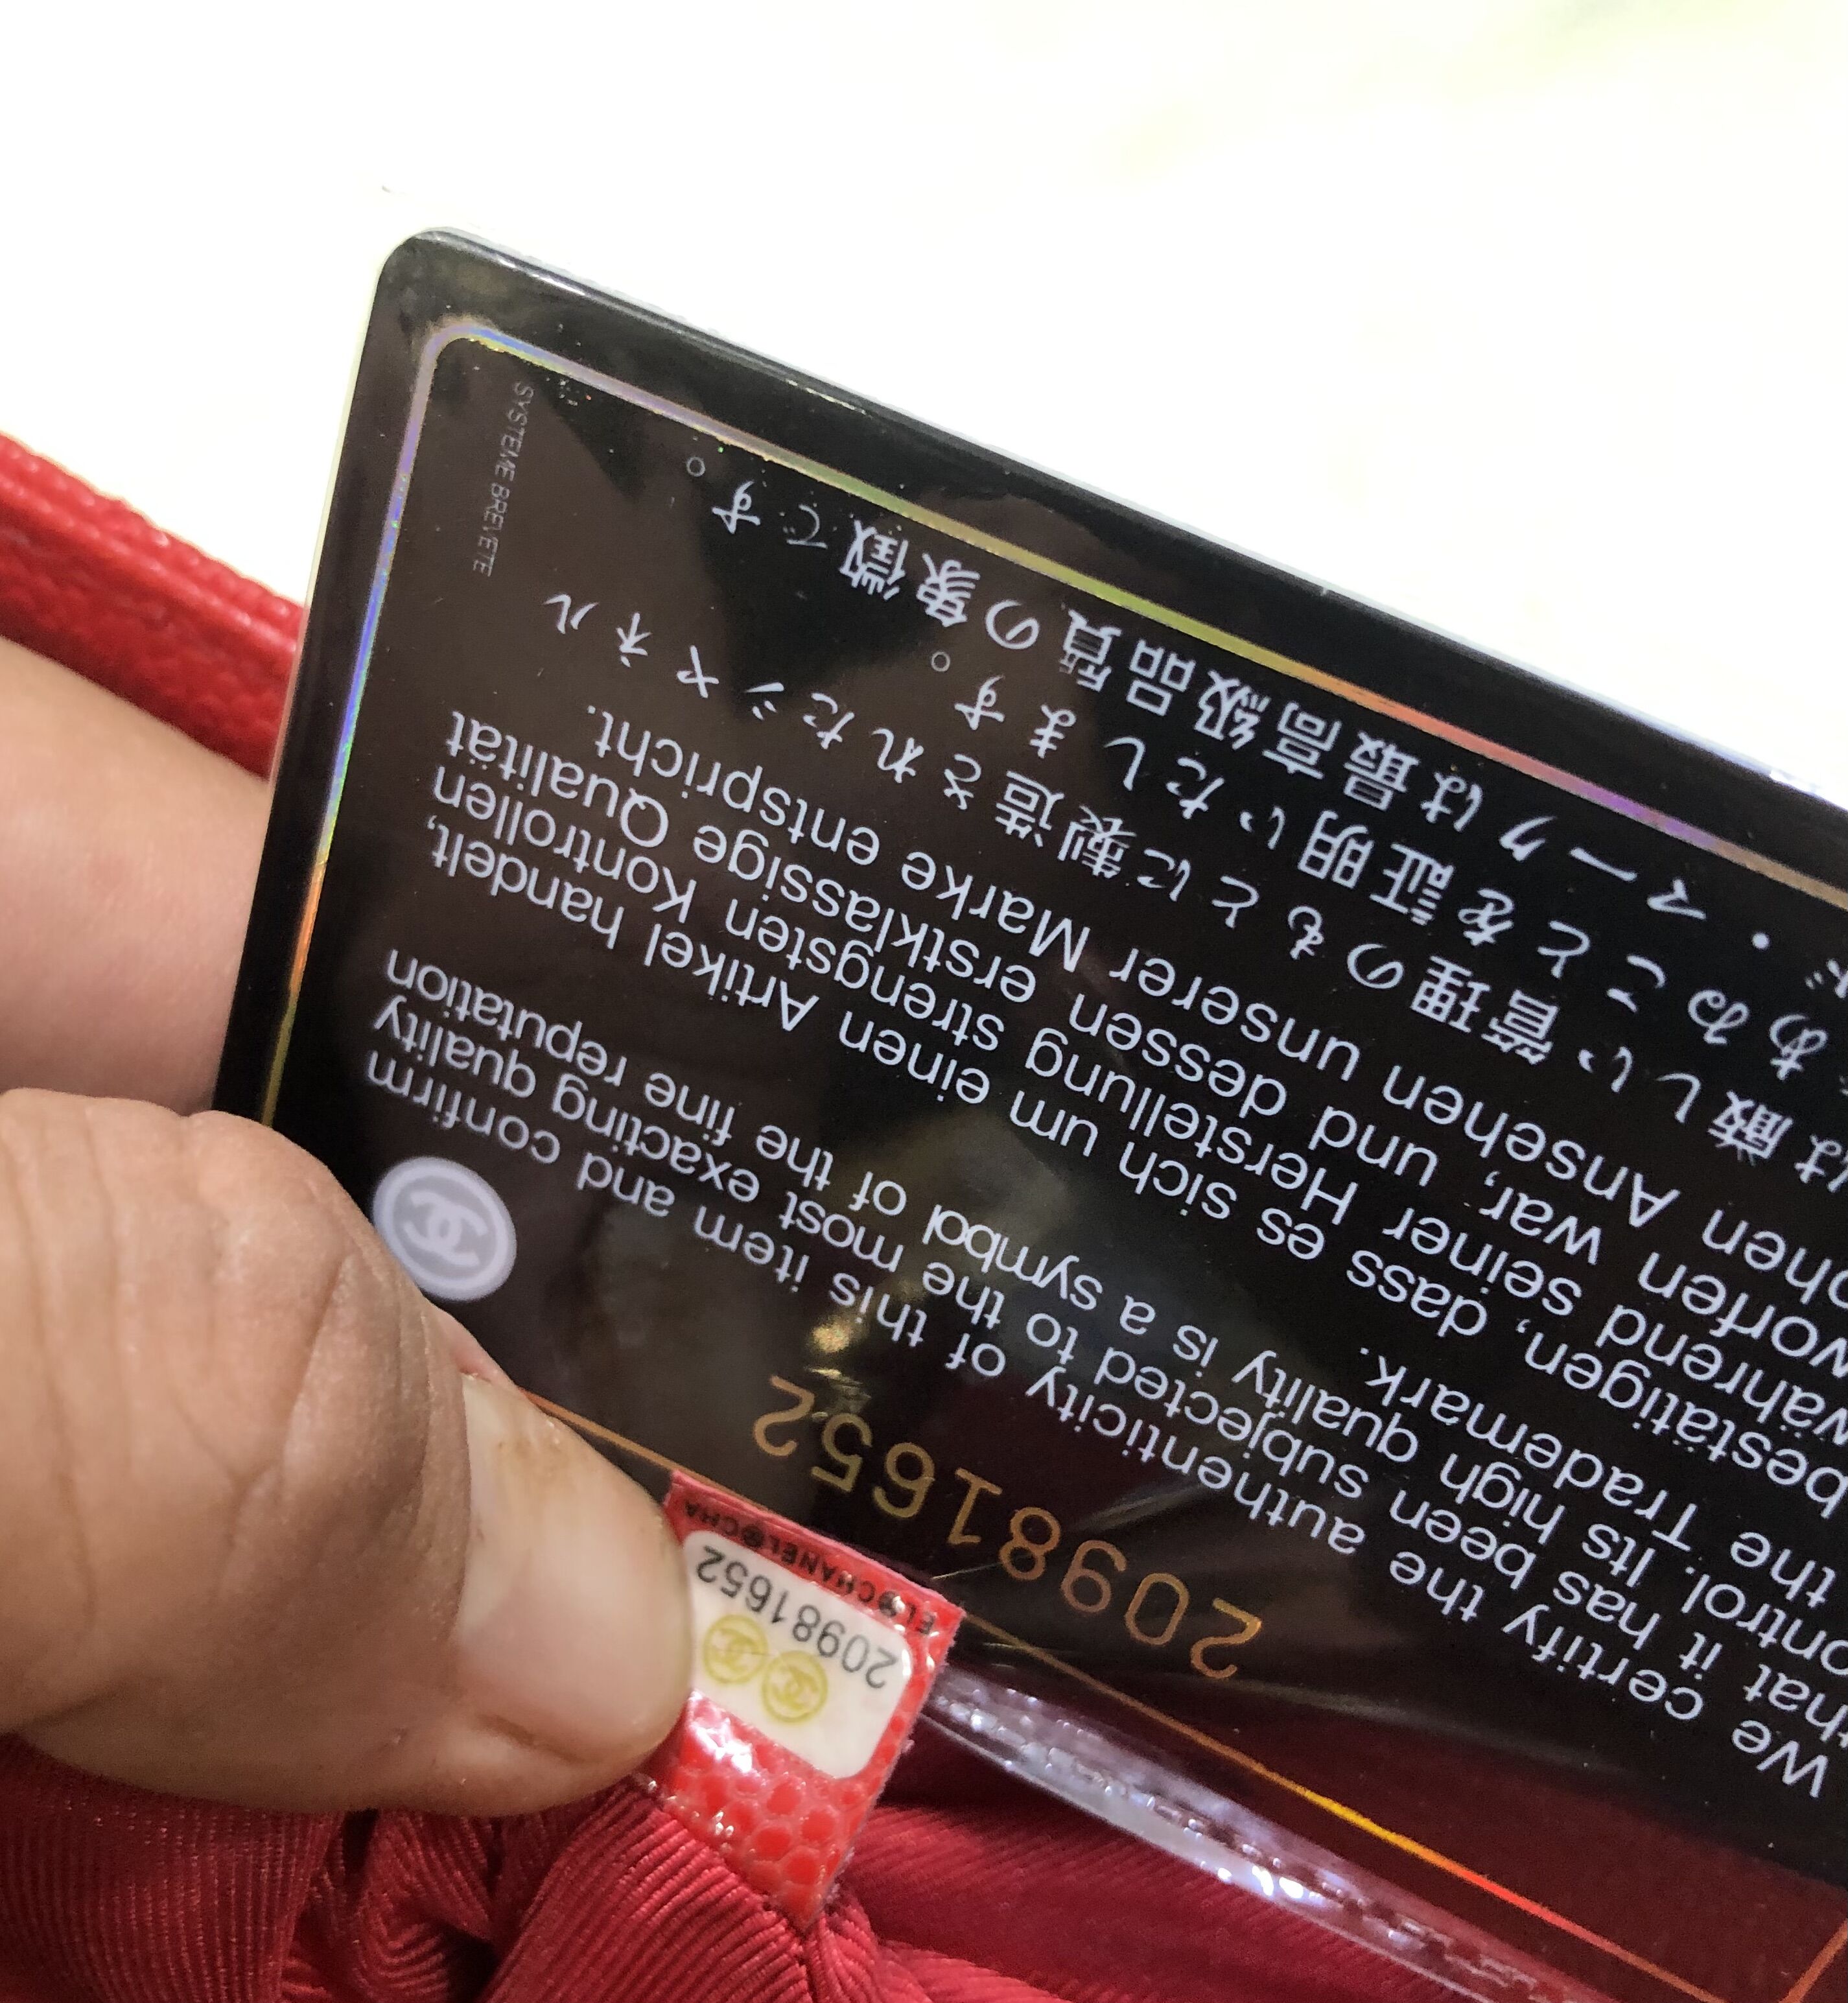 20981652
EL CHANEL CHA
20981652
We certify the authenticity of this item and confirm
that it has been subjected to the most exacting quality
control. Its high quality is a symbol of the fine reputation
the Trademark.
bestätigen, dass es sich um einen Artikel handelt,
während seiner Herstellung strengsten Kontrollen
worfen war, und dessen erstklassige Qualität
hen Ansehen unserer Marke entspricht.
は厳しい管理のもとに製造されたシャネル
あることを証明いたします。
・マークは最高級品質の象徴です。
SYSTEME BREVETE